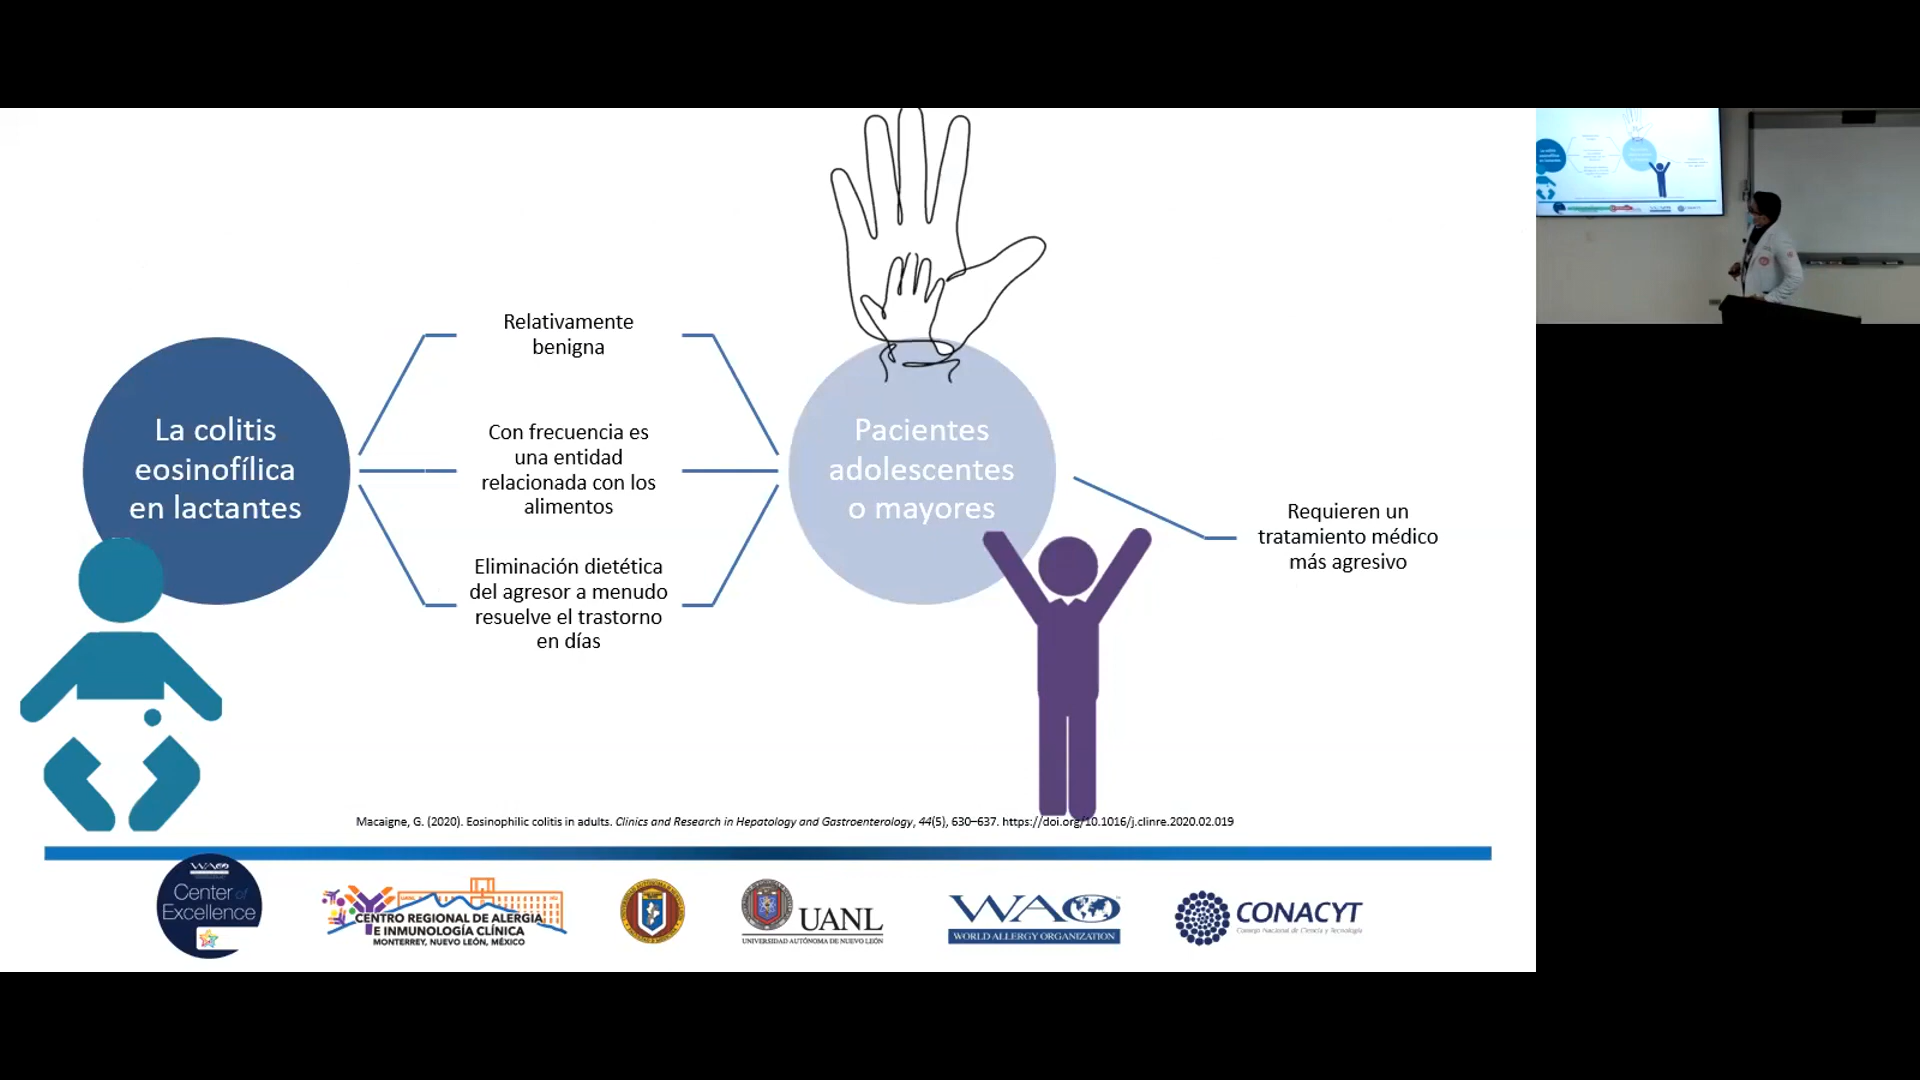 La colitis
eosinofílica
en lactantes
Relativamente
benigna
Con frecuencia es
una entidad
relacionada con los
alimentos
Eliminación dietética
del agresor a menudo
resuelve el trastorno
en días
Pacientes
adolescentes
o mayores
Requieren un
tratamiento médico
más agresivo
Macaigne, G. (2020). Eosinophilic colitis in adults. Clinics and Research in Hepatology and Gastroenterology, 44(5), 630–637. https://doi.org/10.1016/j.clinre.2020.02.019
WAO
Center of
Excellence
CENTRO REGIONAL DE ALERGIA
E INMUNOLOGÍA CLÍNICA
MONTERREY, NUEVO LEÓN, MÉXICO
UANL
UNIVERSIDAD AUTÓNOMA DE NUEVO LEÓN
WAO
WORLD ALLERGY ORGANIZATION
CONACYT
Consejo Nacional de Ciencia y Tecnología